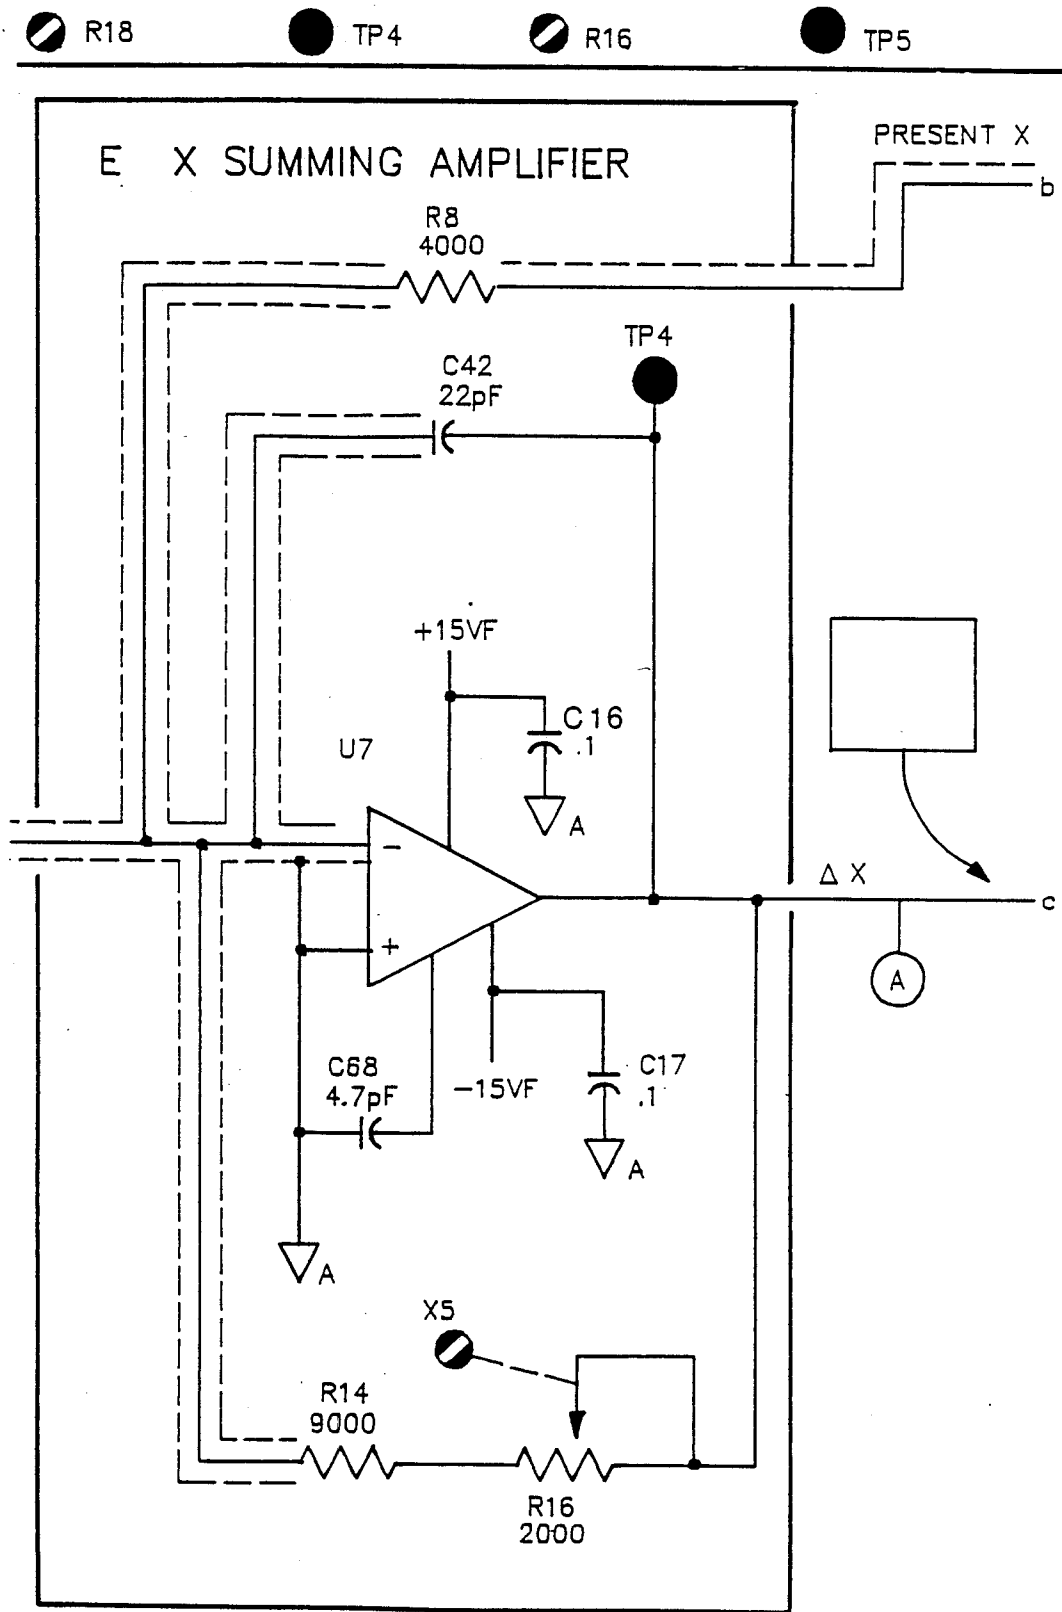 R18 TP4 R16 TP5
PRESENT X
E X SUMMING AMPLIFIER
b
R8
4000
TP4
C42
22pF
+15VF
C16
.1
U7
A
−
Δ X
c
+
A
C68
4.7pF
−15VF
C17
.1
A
A
X5
R14
9000
R16
2000